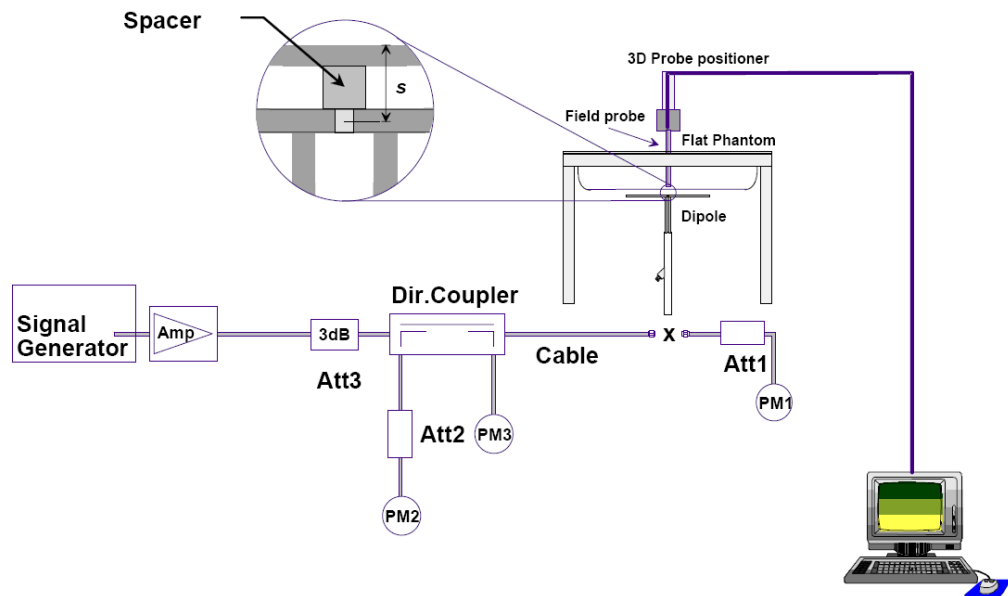 Spacer
s
3D Probe positioner
Field probe
Flat Phantom
Dipole
Dir.Coupler
Signal
Generator
Amp
3dB
Att3
Cable
x
Att1
PM1
Att2
PM3
PM2